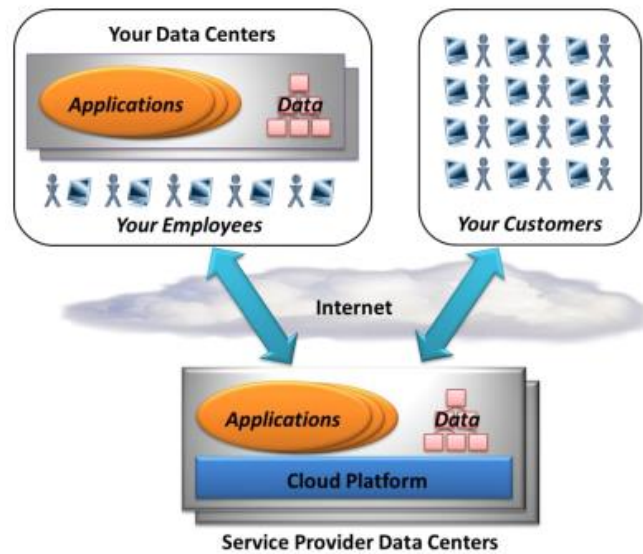 Your Data Centers
Applications
Data
Your Employees
Your Customers
Internet
Applications
Data
Cloud Platform
Service Provider Data Centers